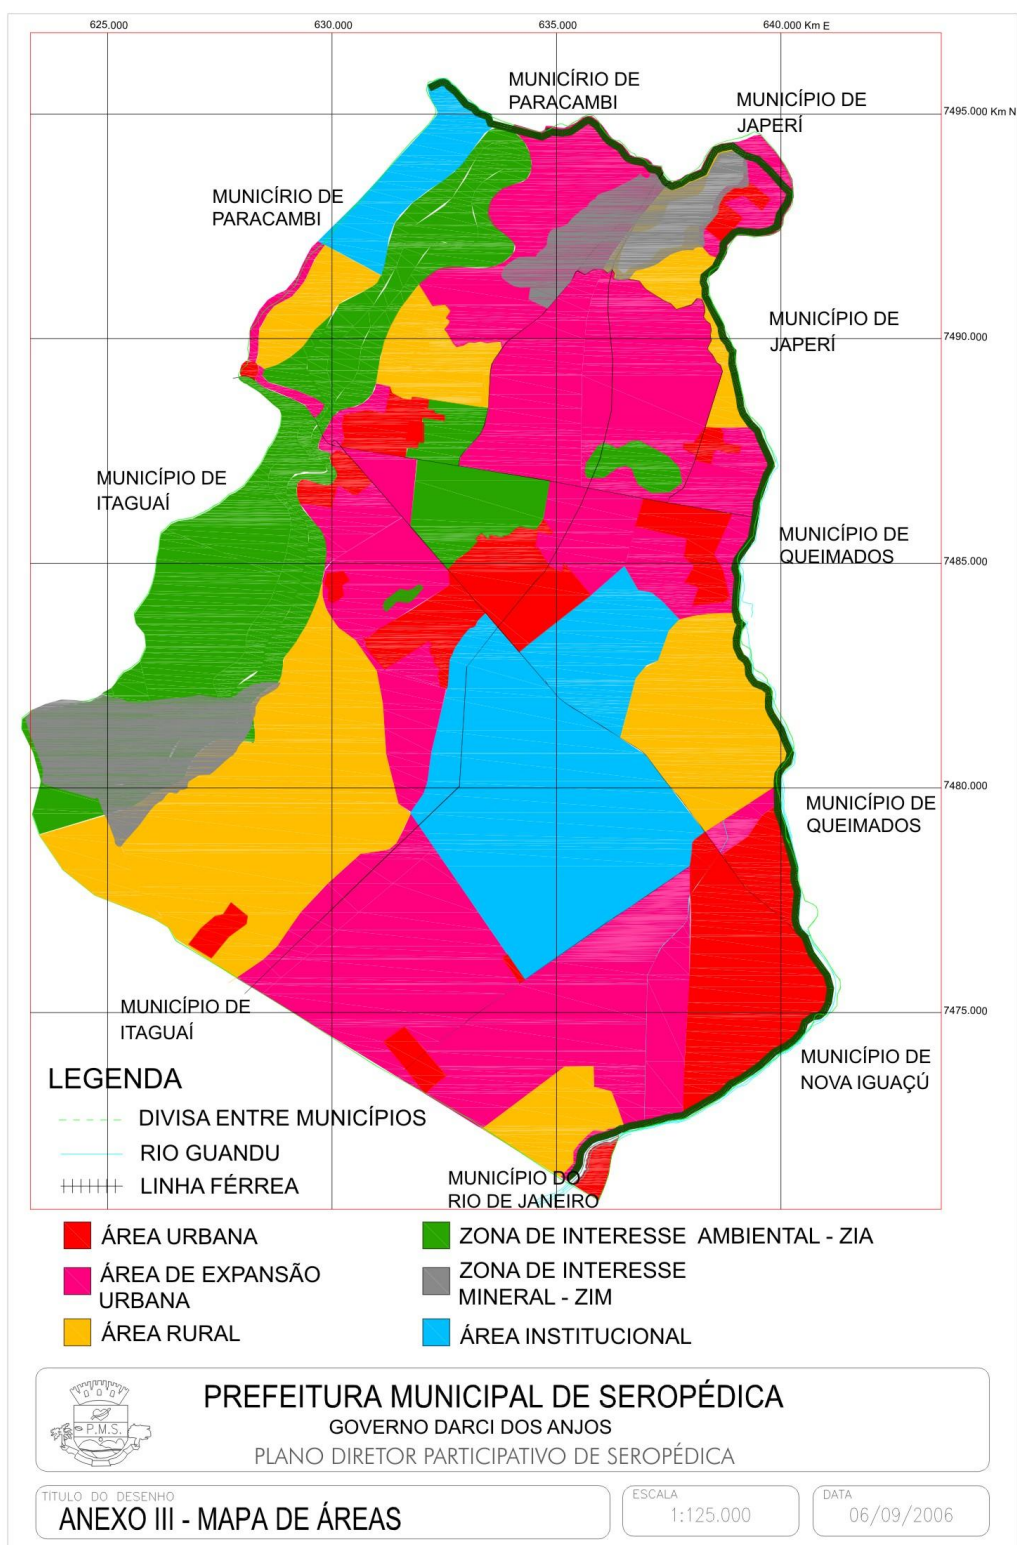 625.000
630.000
635.000
640.000 Km E
MUNICÍRIO DE
PARACAMBI
MUNICÍPIO DE
JAPERÍ
7495.000 Km N
MUNICÍRIO DE
PARACAMBI
MUNICÍPIO DE
JAPERÍ
7490.000
MUNICÍPIO DE
ITAGUAÍ
MUNICÍPIO DE
QUEIMADOS
7485.000
7480.000
MUNICÍPIO DE
QUEIMADOS
MUNICÍPIO DE
ITAGUAÍ
7475.000
MUNICÍPIO DE
NOVA IGUAÇÚ
LEGENDA
DIVISA ENTRE MUNICÍPIOS
RIO GUANDU
LINHA FÉRREA
MUNICÍPIO DO
RIO DE JANEIRO
ÁREA URBANA
ÁREA DE EXPANSÃO
URBANA
ÁREA RURAL
ZONA DE INTERESSE AMBIENTAL - ZIA
ZONA DE INTERESSE
MINERAL - ZIM
ÁREA INSTITUCIONAL
P.M.S.
PREFEITURA MUNICIPAL DE SEROPÉDICA
GOVERNO DARCI DOS ANJOS
PLANO DIRETOR PARTICIPATIVO DE SEROPÉDICA
TÍTULO DO DESENHO
ANEXO III - MAPA DE ÁREAS
ESCALA
1:125.000
DATA
06/09/2006